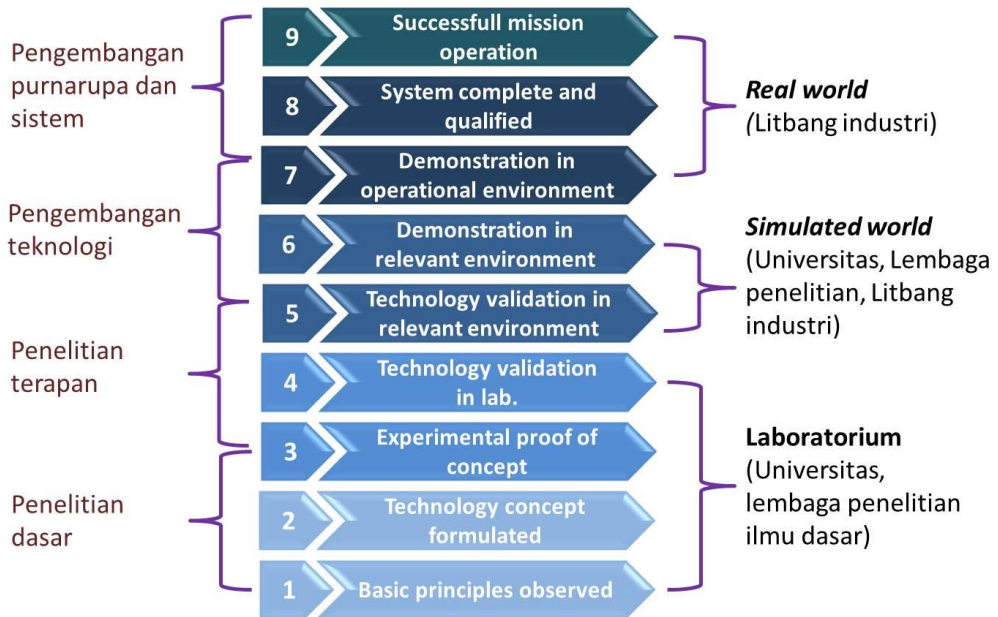 Pengembangan
purnarupa dan
sistem
Pengembangan
teknologi
Penelitian
terapan
Penelitian
dasar
9
Successfull mission
operation
8
System complete and
qualified
7
Demonstration in
operational environment
6
Demonstration in
relevant environment
5
Technology validation in
relevant environment
4
Technology validation
in lab.
3
Experimental proof of
concept
2
Technology concept
formulated
1
Basic principles observed
Real world
(Litbang industri)
Simulated world
(Universitas, Lembaga
penelitian, Litbang
industri)
Laboratorium
(Universitas,
lembaga penelitian
ilmu dasar)